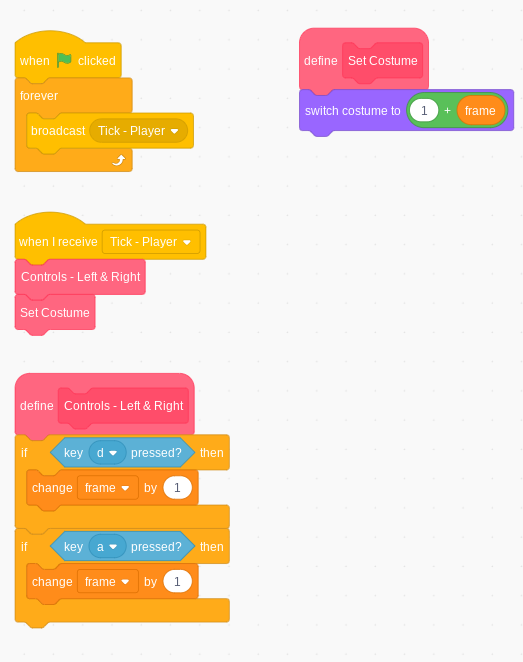 when clicked
forever
broadcast Tick - Player
when I receive Tick - Player
Controls - Left & Right
Set Costume
define Controls - Left & Right
if key d pressed? then
change frame by 1
if key a pressed? then
change frame by 1
define Set Costume
switch costume to 1 + frame